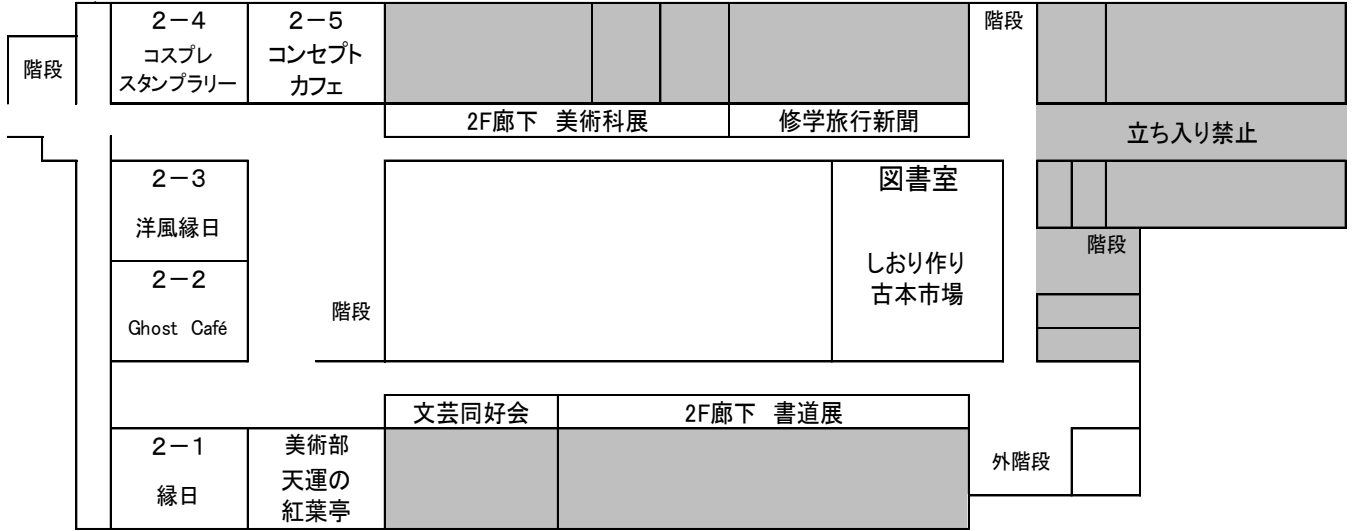 2－4
コスプレ
スタンプラリー
2－5
コンセプト
カフェ
階段
階段
2F廊下 美術科展
修学旅行新聞
立ち入り禁止
2－3
洋風縁日
図書室
しおり作り
古本市場
階段
2－2
Ghost Café
階段
文芸同好会
2F廊下 書道展
2－1
縁日
美術部
天運の
紅葉亭
外階段